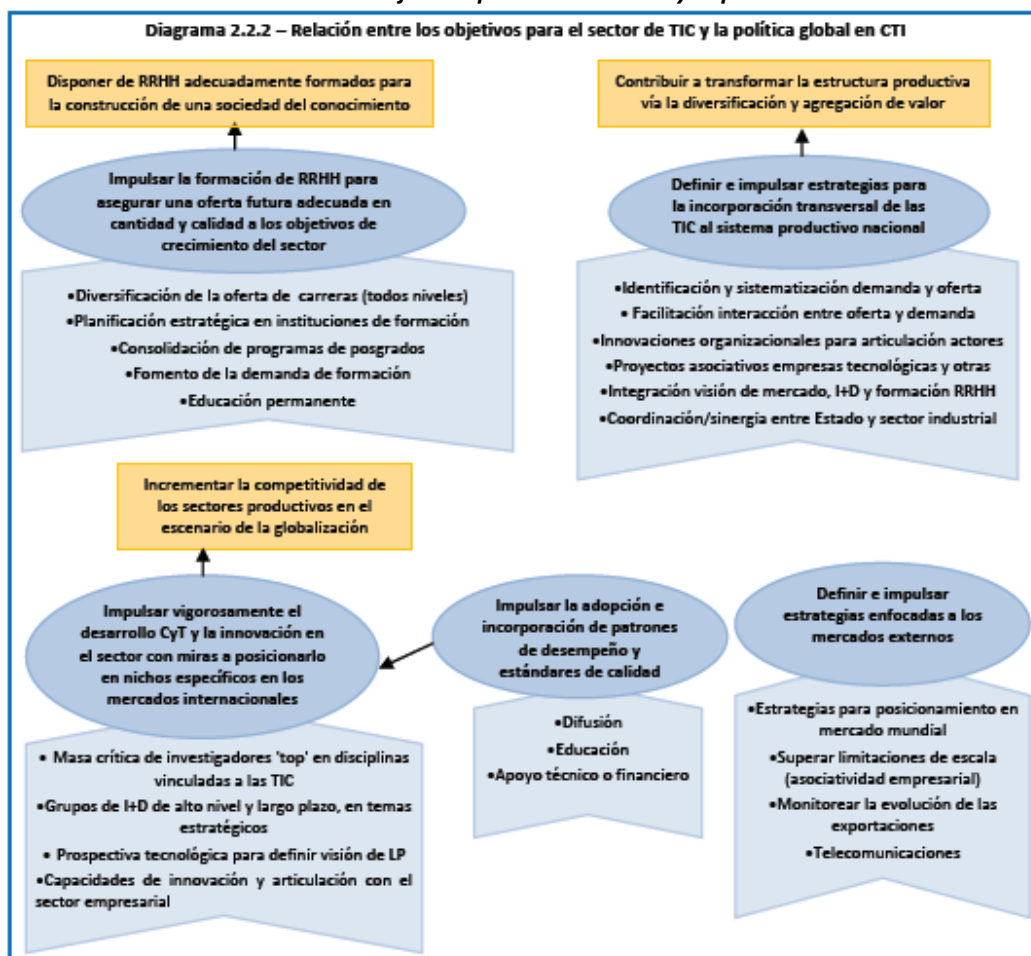 Diagrama 2.2.2 – Relación entre los objetivos para el sector de TIC y la política global en CTI
Disponer de RRHH adecuadamente formados para
la construcción de una sociedad del conocimiento
Contribuir a transformar la estructura productiva
vía la diversificación y agregación de valor
Impulsar la formación de RRHH para
asegurar una oferta futura adecuada en
cantidad y calidad a los objetivos de
crecimiento del sector
Definir e impulsar estrategias para
la incorporación transversal de las
TIC al sistema productivo nacional
•Diversificación de la oferta de carreras (todos niveles)
•Planificación estratégica en instituciones de formación
•Consolidación de programas de posgrados
•Fomento de la demanda de formación
•Educación permanente
•Identificación y sistematización demanda y oferta
• Facilitación interacción entre oferta y demanda
•Innovaciones organizacionales para articulación actores
•Proyectos asociativos empresas tecnológicas y otras
•Integración visión de mercado, I+D y formación RRHH
•Coordinación/sinergia entre Estado y sector industrial
Incrementar la competitividad de
los sectores productivos en el
escenario de la globalización
Impulsar vigorosamente el
desarrollo CyT y la innovación en
el sector con miras a posicionarlo
en nichos específicos en los
mercados internacionales
Impulsar la adopción e
incorporación de patrones
de desempeño y
estándares de calidad
Definir e impulsar
estrategias enfocadas a los
mercados externos
• Masa crítica de investigadores 'top' en disciplinas
vinculadas a las TIC
•Grupos de I+D de alto nivel y largo plazo, en temas
estratégicos
• Prospectiva tecnológica para definir visión de LP
•Capacidades de innovación y articulación con el
sector empresarial
•Difusión
•Educación
•Apoyo técnico o financiero
•Estrategias para posicionamiento en
mercado mundial
•Superar limitaciones de escala
(asociatividad empresarial)
•Monitorear la evolución de las
exportaciones
•Telecomunicaciones